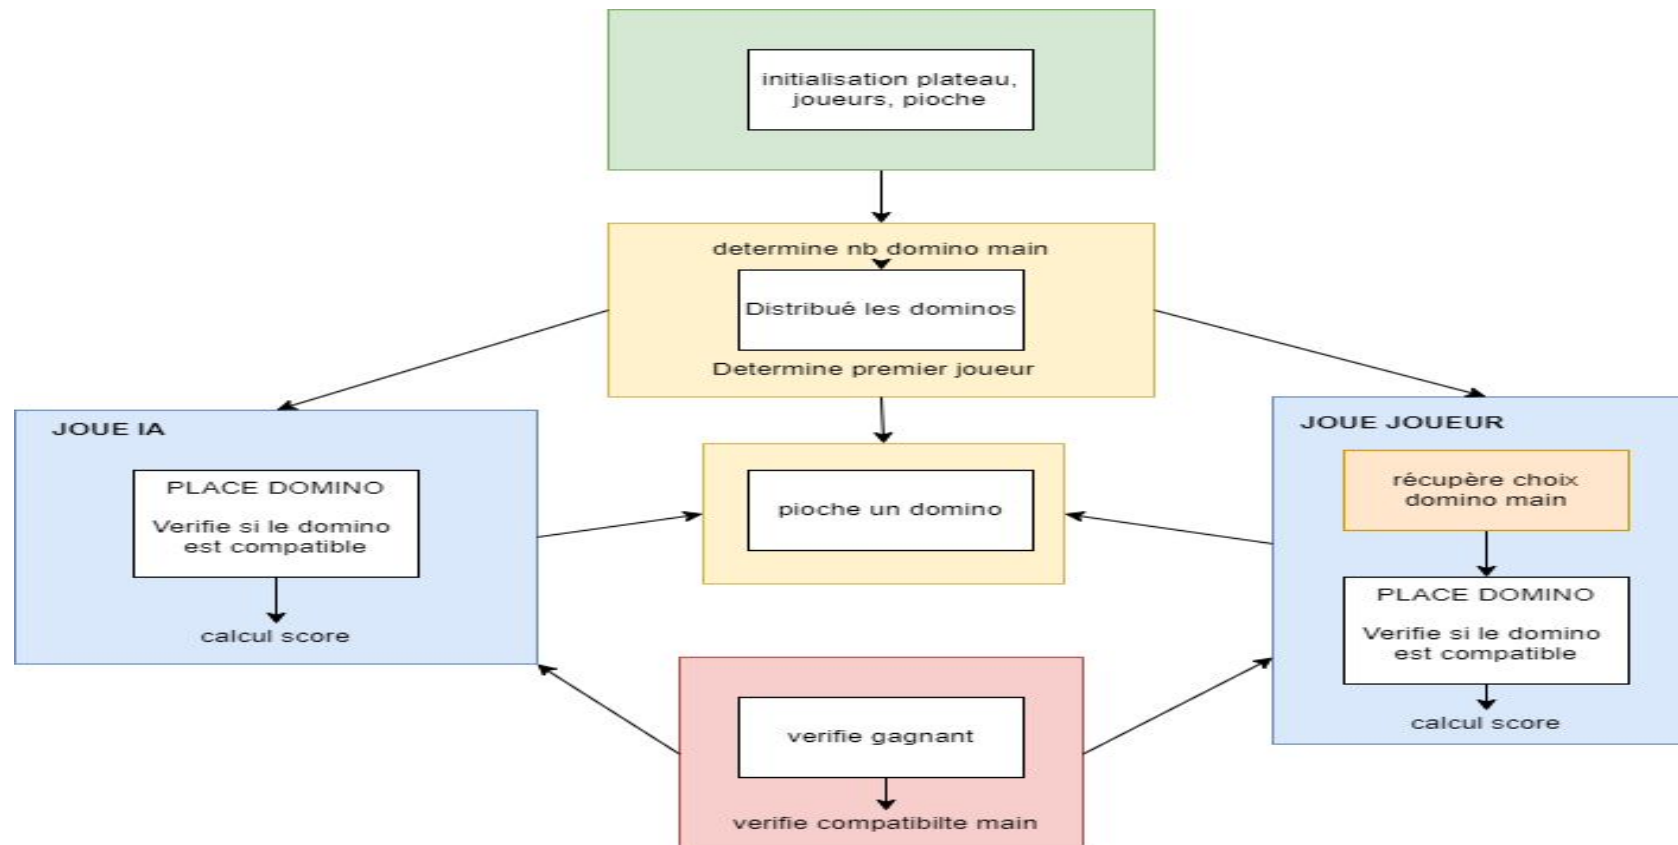 initialisation plateau,
joueurs, pioche
determine nb domino main
Distribué les dominos
Determine premier joueur
JOUE IA
PLACE DOMINO
Verifie si le domino
est compatible
calcul score
pioche un domino
JOUE JOUEUR
récupère choix
domino main
PLACE DOMINO
Verifie si le domino
est compatible
calcul score
verifie gagnant
verifie compatibilte main